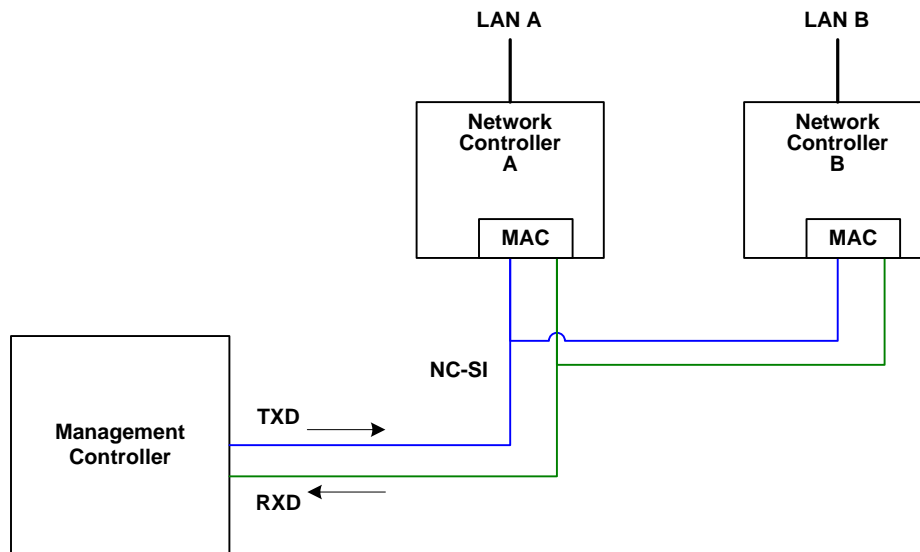 LAN A
LAN B
Network
Controller
A
Network
Controller
B
MAC
MAC
NC-SI
TXD
Management
Controller
RXD